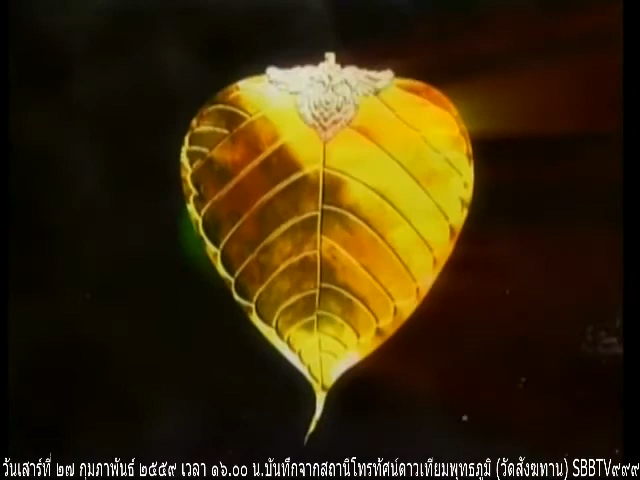 วันเสาร์ที่ ๒๗ กุมภาพันธ์ ๒๕๕๙ เวลา ๑๖.๐๐ น.บันทึกจากสถานีโทรทัศน์ดาวเทียมพุทธภูมิ (วัดสังฆทาน) SBBTV๙๙๙